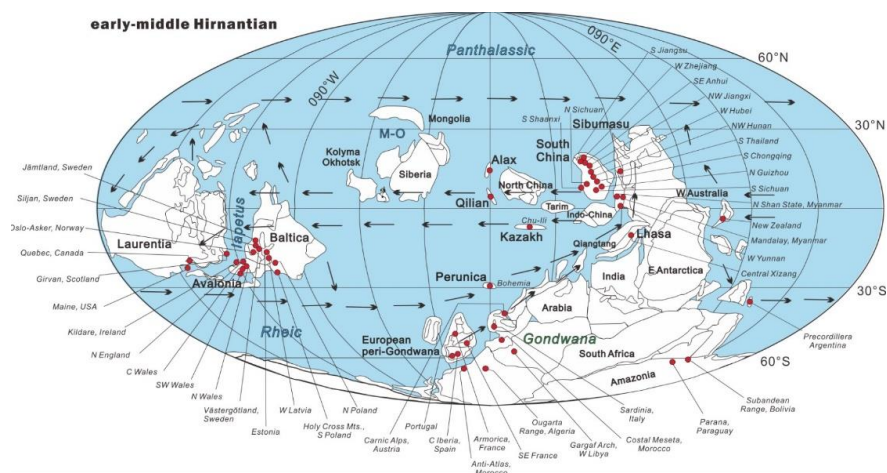 early-middle Hirnantian
Panthalassic
090°E
090°W
60°N
30°N
30°S
60°S
S Jiangsu
W Zhejiang
SE Anhui
NW Jiangxi
W Hubei
NW Hunan
S Thailand
S Chongqing
N Guizhou
S Sichuan
N Shan State, Myanmar
New Zealand
Mandalay, Myanmar
W Yunnan
Central Xizang
N Sichuan
S Shaanxi
Sibumasu
South
China
Mongolia
M-O
Kolyma
Okhotsk
Siberia
Alax
North China
Qilian
Tarim
Indo-China
W.Australia
Chu-Ili
Kazakh
Qiangtang
Lhasa
India
E.Antarctica
Perunica
Bohemia
Arabia
Gondwana
South Africa
Amazonia
European
peri-Gondwana
Rheic
Iapetus
Baltica
Laurentia
Avalonia
Jämtland, Sweden
Siljan, Sweden
Oslo-Asker, Norway
Quebec, Canada
Girvan, Scotland
Maine, USA
Kildare, Ireland
N England
C Wales
SW Wales
N Wales
Västergötland,
Sweden
Estonia
W Latvia
Holy Cross Mts.,
S Poland
N Poland
Carnic Alps,
Austria
Portugal
C Iberia,
Spain
Anti-Atlas,
Morocco
Armorica,
France
SE France
Ougarta
Range, Algeria
Gargaf Arch,
W Libya
Costal Meseta, Morocco
Sardinia,
Italy
Parana,
Paraguay
Subandean
Range, Bolivia
Precordillera
Argentina